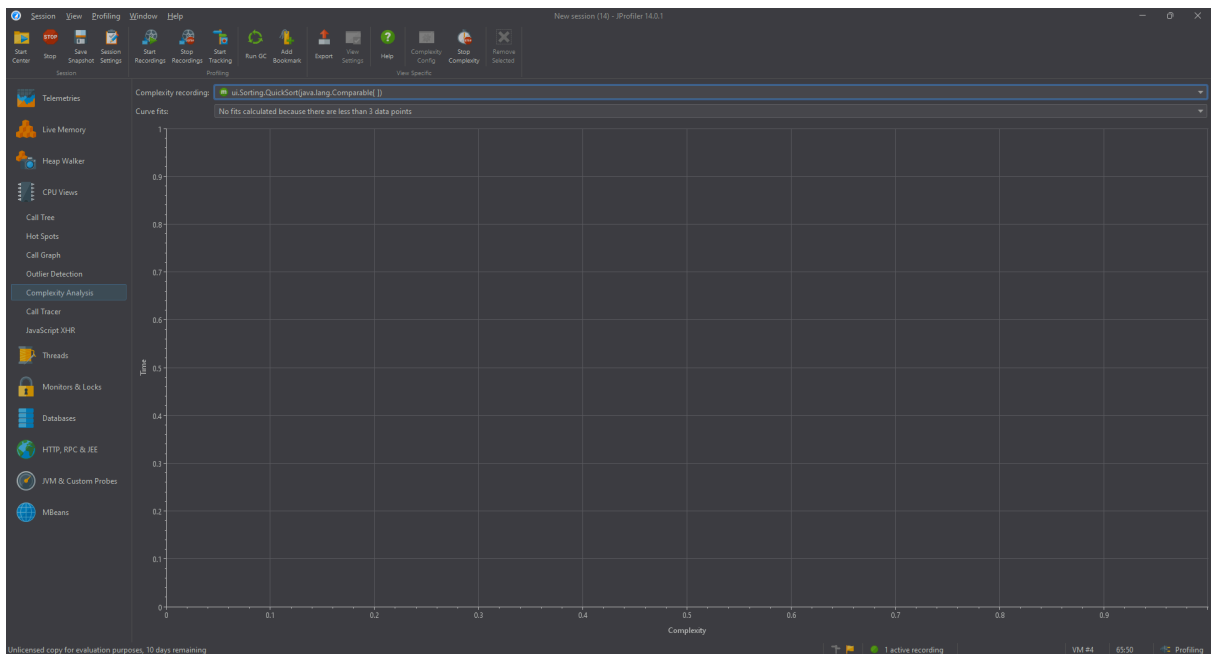 Session View Profiling Window Help
New session (14) - JProfiler 14.0.1
Start Center
STOP
Stop
Save Snapshot
Session Settings
Start Recordings
Stop Recordings
Start Tracking
Run GC
Add Bookmark
Export
View Settings
Help
Complexity Config
Stop Complexity
Remove Selected
Session
Profiling
View Specific
Telemetries
Live Memory
Heap Walker
CPU Views
Call Tree
Hot Spots
Call Graph
Outlier Detection
Complexity Analysis
Call Tracer
JavaScript XHR
Threads
Monitors & Locks
Databases
HTTP, RPC & JEE
JVM & Custom Probes
MBeans
Complexity recording: m ui.Sorting.QuickSort(java.lang.Comparable[ ])
Curve fits: No fits calculated because there are less than 3 data points
1
0.9
0.8
0.7
0.6
0.5
0.4
0.3
0.2
0.1
0
Time
0 0.1 0.2 0.3 0.4 0.5 0.6 0.7 0.8 0.9
Complexity
Unlicensed copy for evaluation purposes, 10 days remaining
1 active recording
VM #4
65:50
Profiling